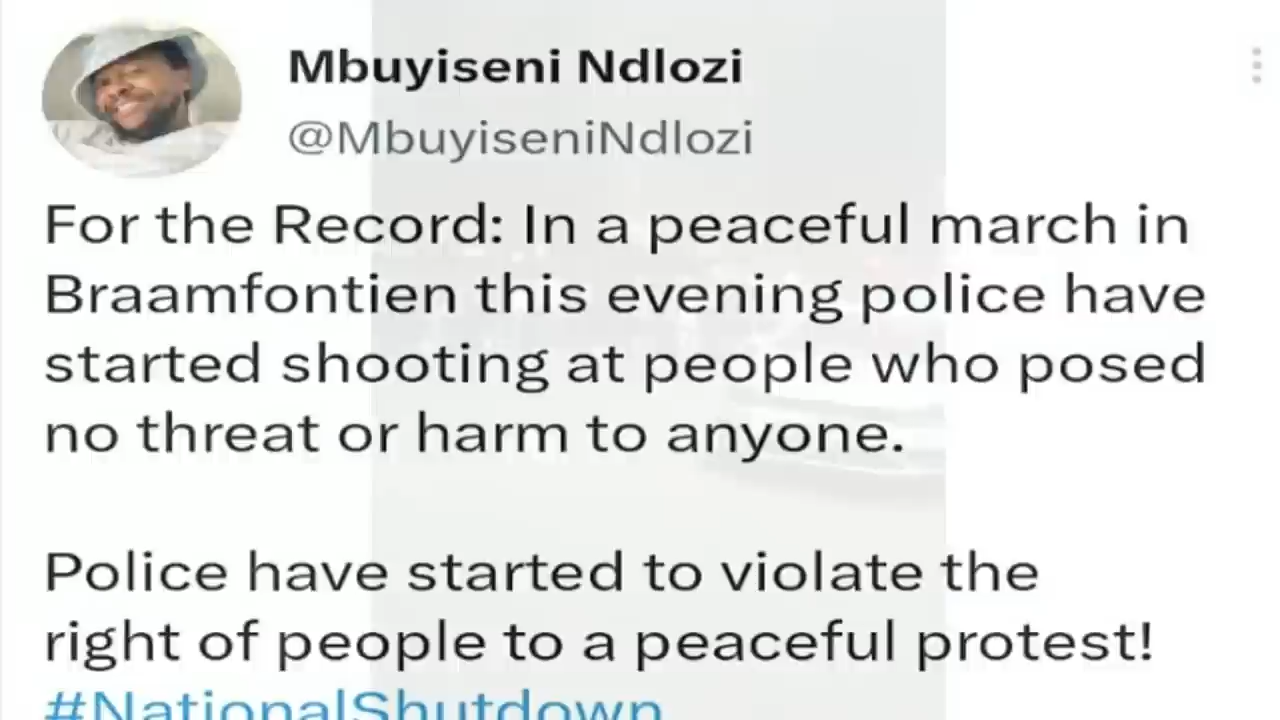 Mbuyiseni Ndlozi
@MbuyiseniNdlozi
For the Record: In a peaceful march in
Braamfontien this evening police have
started shooting at people who posed
no threat or harm to anyone.
Police have started to violate the
right of people to a peaceful protest!
#NationalShutdown